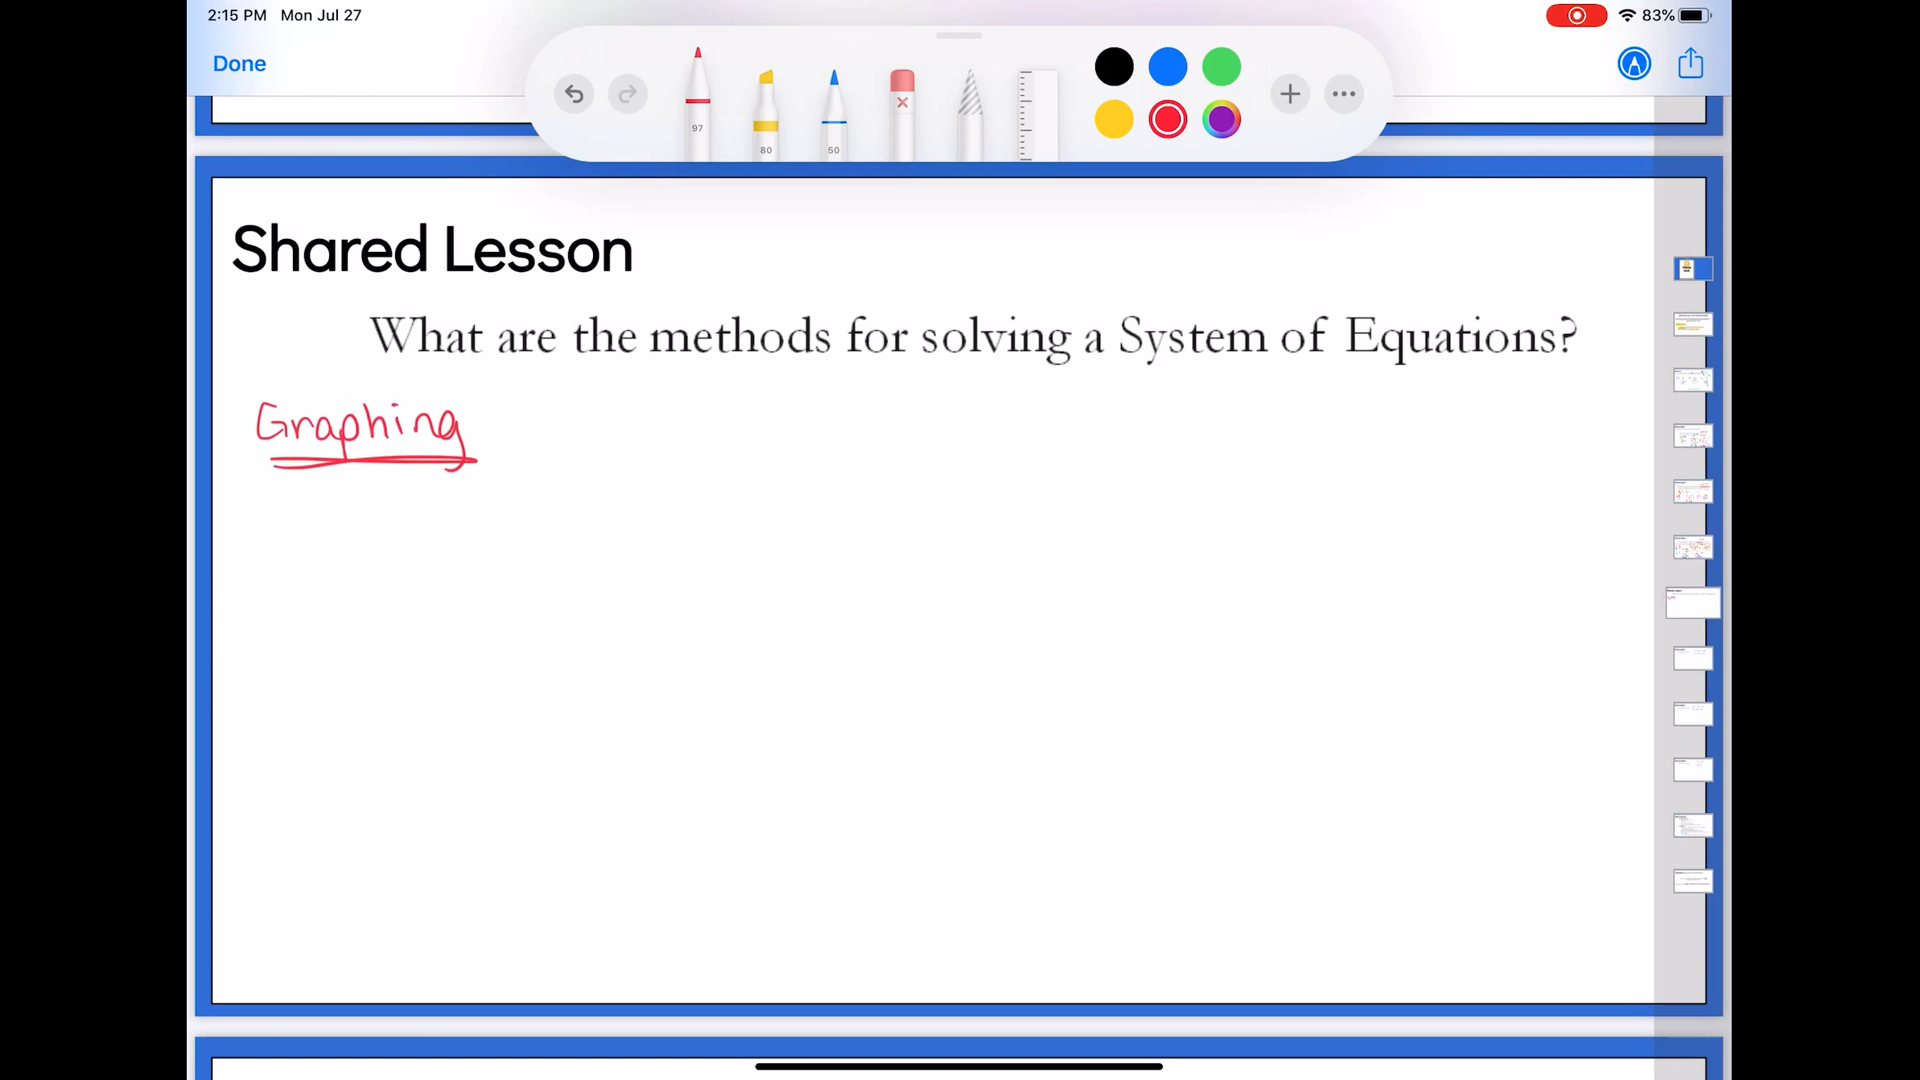 2:15 PM Mon Jul 27
83%
Done
97
80
50
Shared Lesson
What are the methods for solving a System of Equations?
Graphing